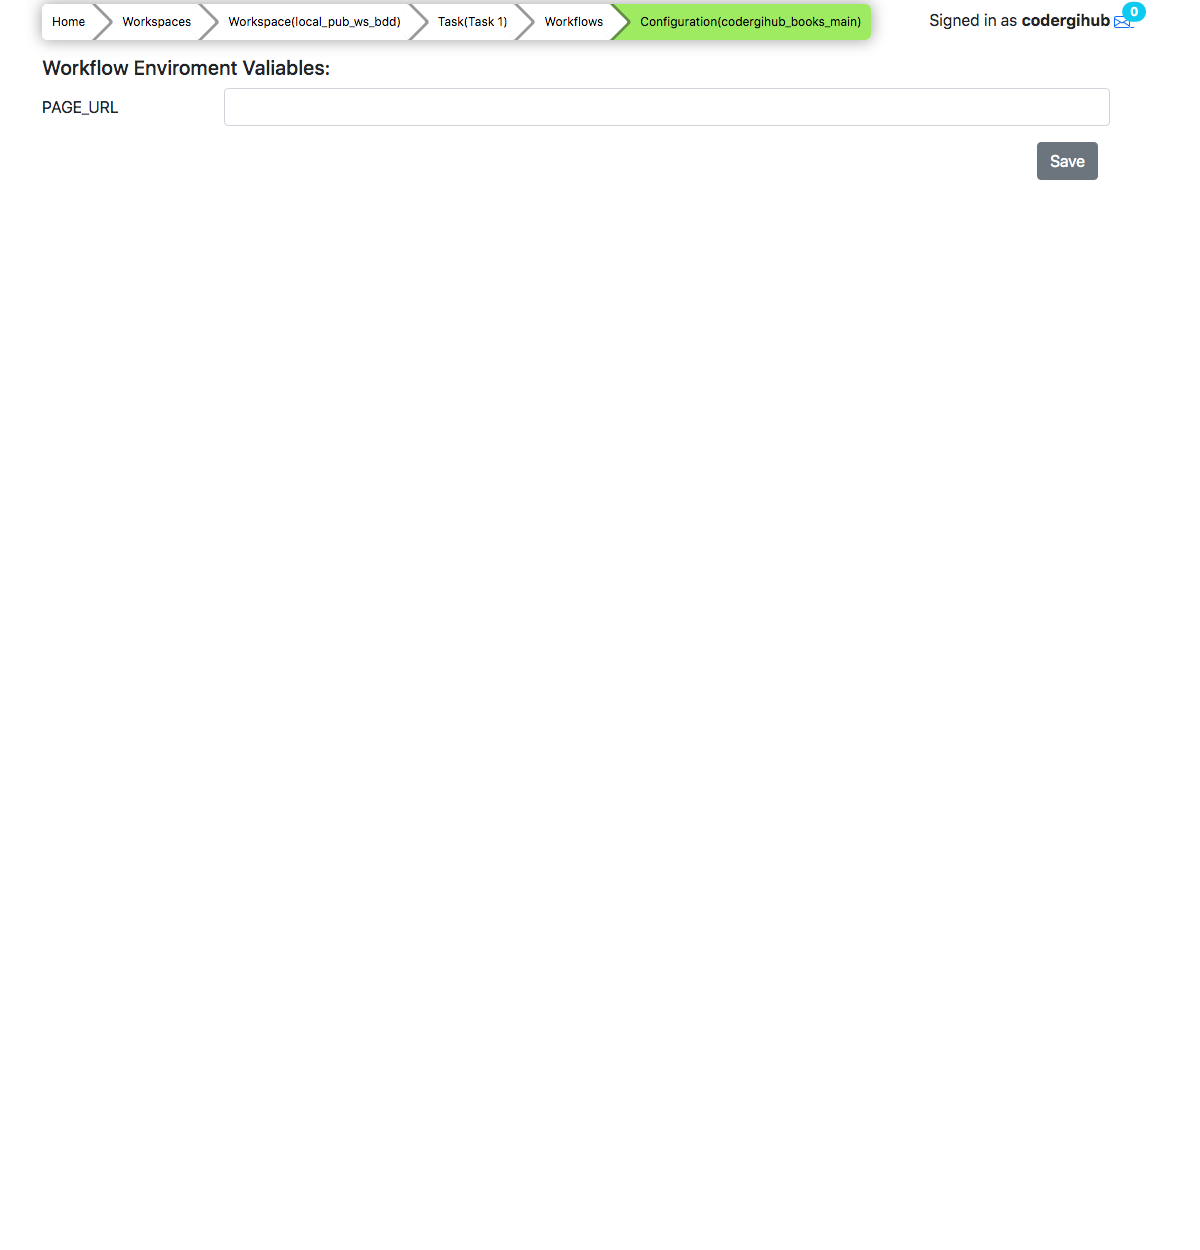 Home Workspaces Workspace(local_pub_ws_bdd) Task(Task 1) Workflows Configuration(codergihub_books_main) Signed in as codergihub 0
Workflow Enviroment Valiables:
PAGE_URL
Save